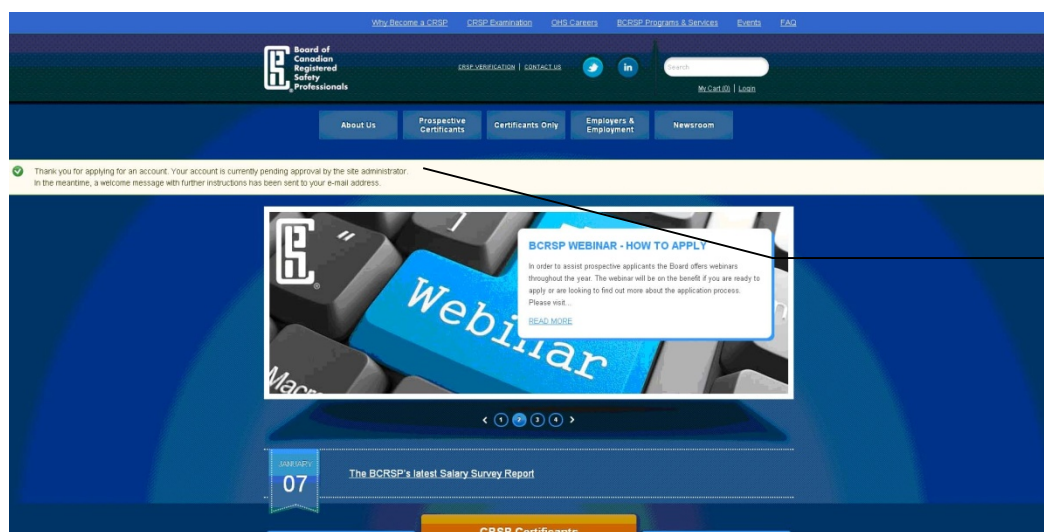 Why Become a CRSP CRSP Examination OHS Careers BCRSP Programs & Services Events FAQ
Board of
Canadian
Registered
Safety
Professionals
CRSP VERIFICATION | CONTACT US
in
Search
My Cart (0) | Login
About Us
Prospective
Certificants
Certificants Only
Employers &
Employment
Newsroom
Thank you for applying for an account. Your account is currently pending approval by the site administrator.
In the meantime, a welcome message with further instructions has been sent to your e-mail address.
BCRSP WEBINAR - HOW TO APPLY
In order to assist prospective applicants the Board offers webinars
throughout the year. The webinar will be on the benefit if you are ready to
apply or are looking to find out more about the application process.
Please visit...
READ MORE
Webinar
Macro
< 1 2 3 4 >
JANUARY
07
The BCRSP's latest Salary Survey Report
CRSP Certificants